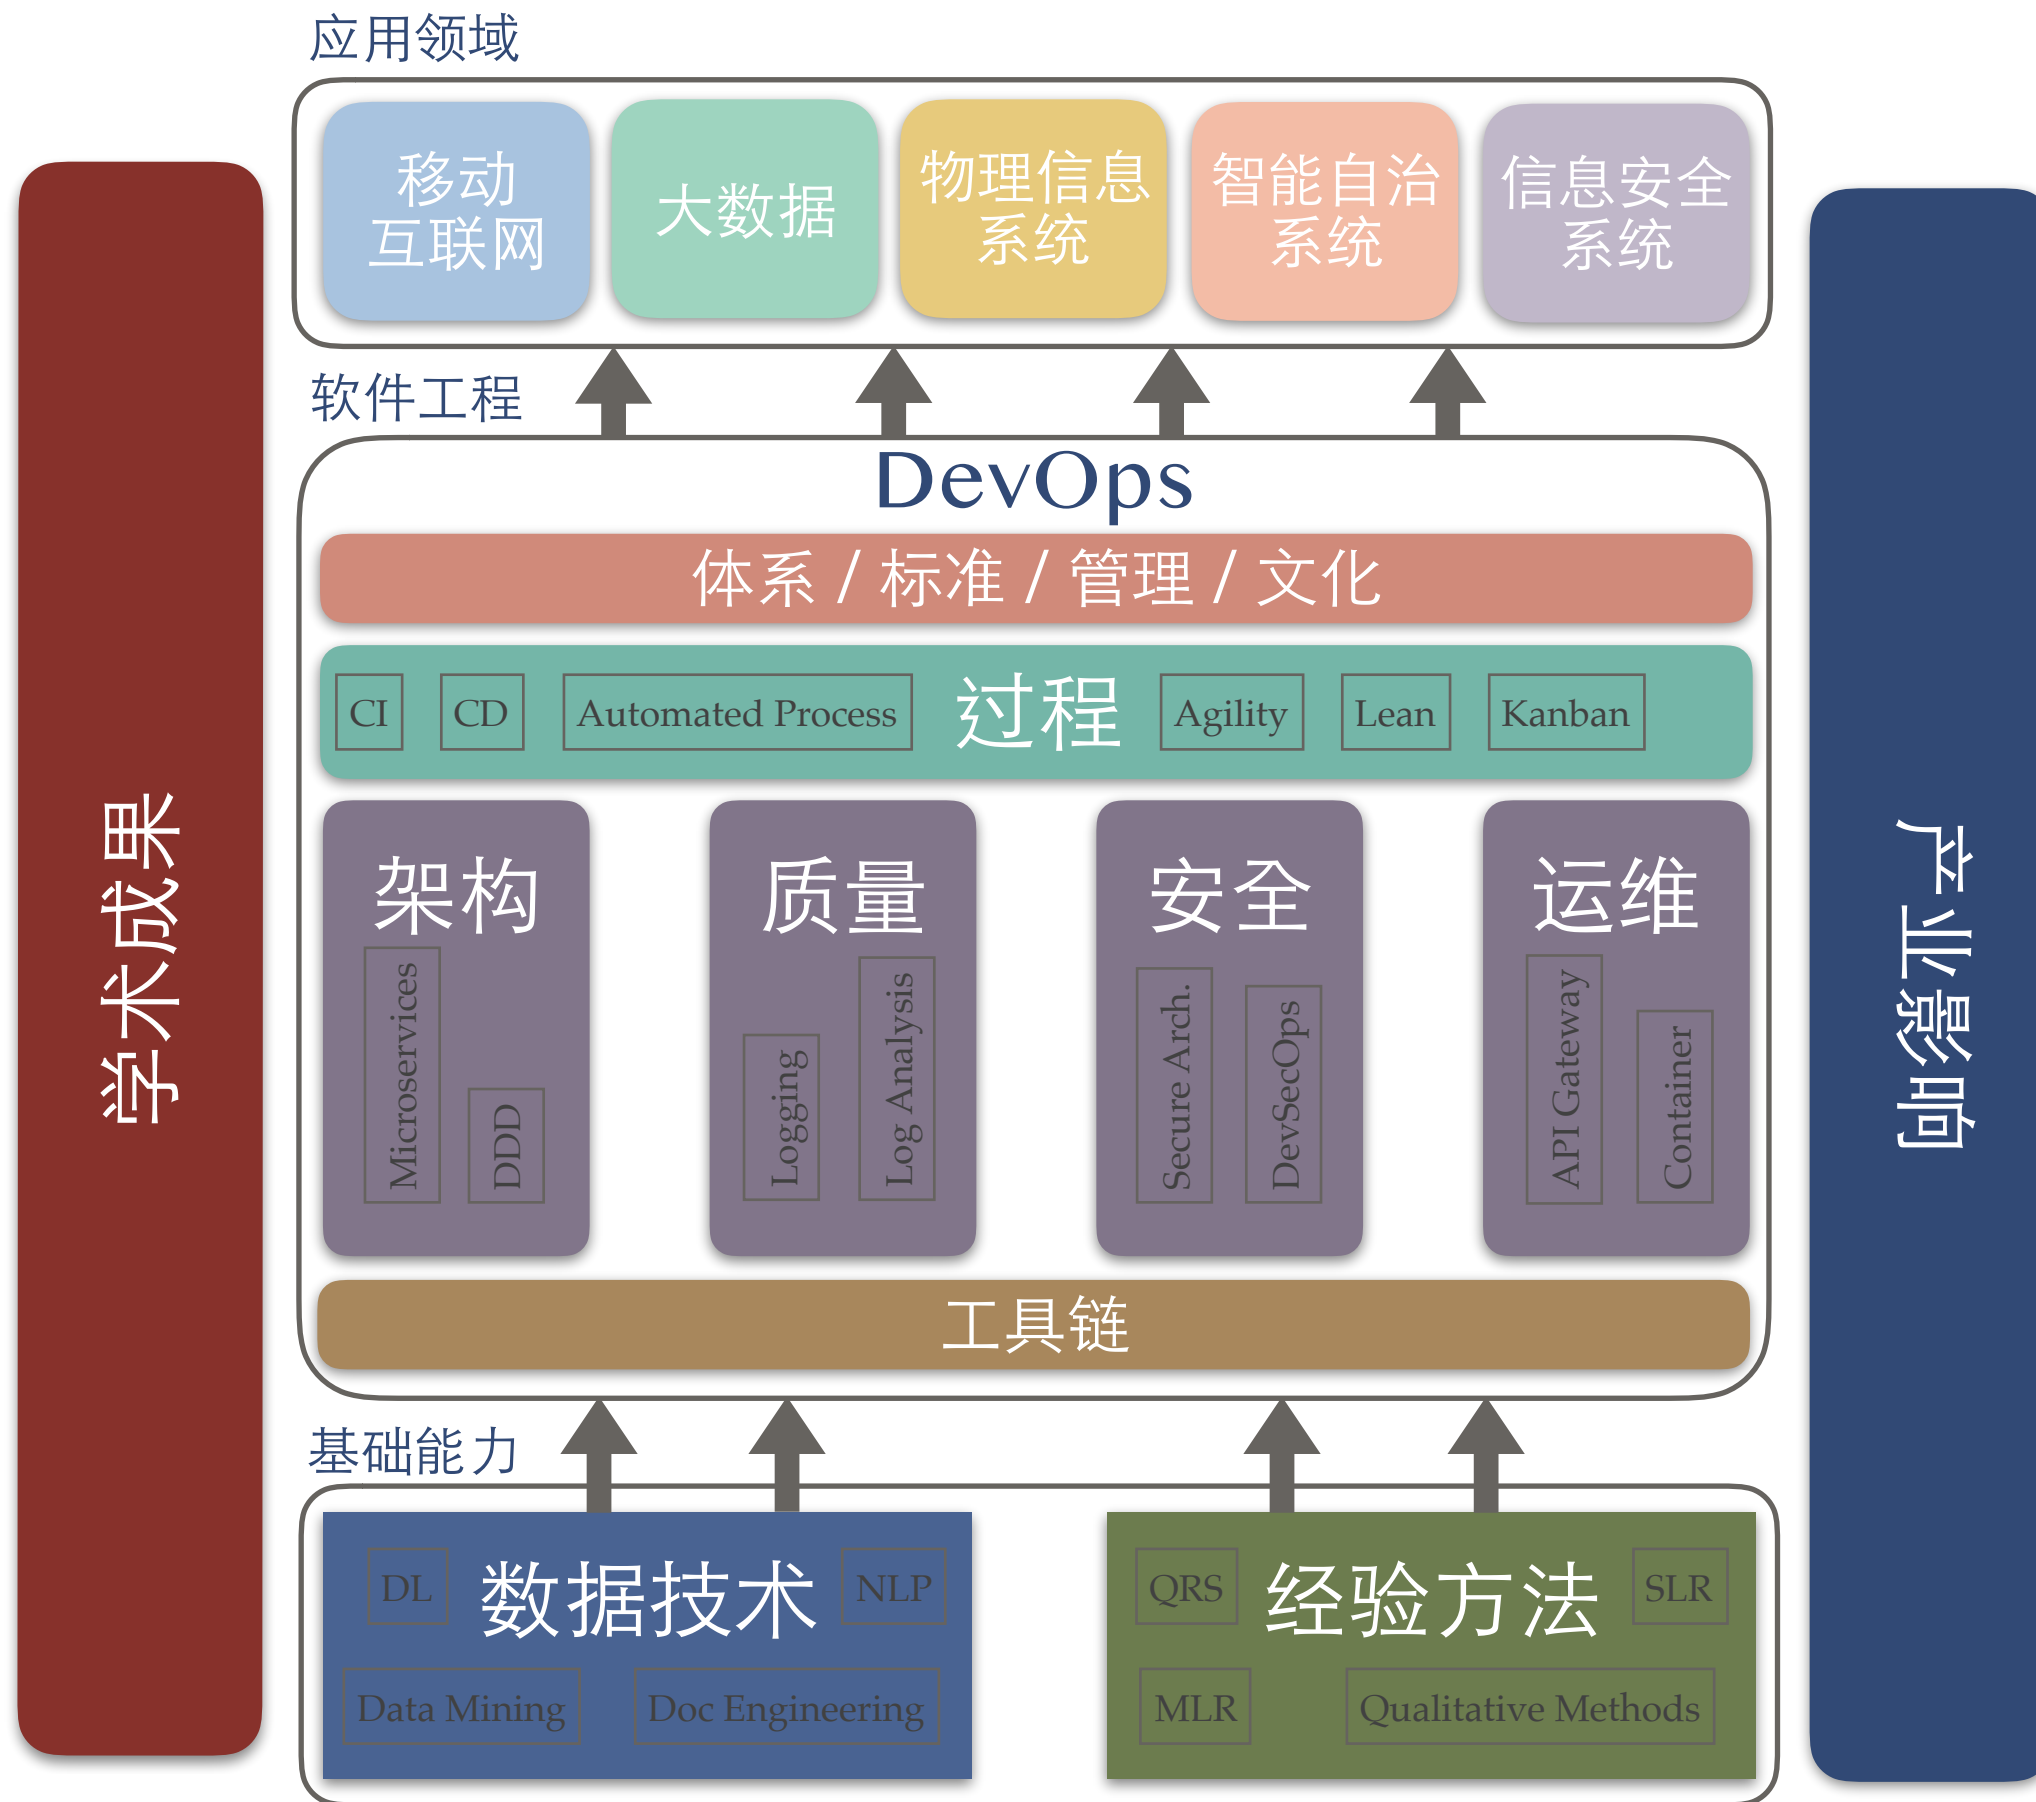 应用领域
移动
互联网
大数据
物理信息
系统
智能自治
系统
信息安全
系统
软件工程
DevOps
体系 / 标准 / 管理 / 文化
CI
CD
Automated Process
过程
Agility
Lean
Kanban
架构
Microservices
DDD
质量
Logging
Log Analysis
安全
Secure Arch.
DevSecOps
运维
API Gateway
Container
工具链
基础能力
DL
数据技术
NLP
Data Mining
Doc Engineering
QRS
经验方法
SLR
MLR
Qualitative Methods
学术成果
产业影响